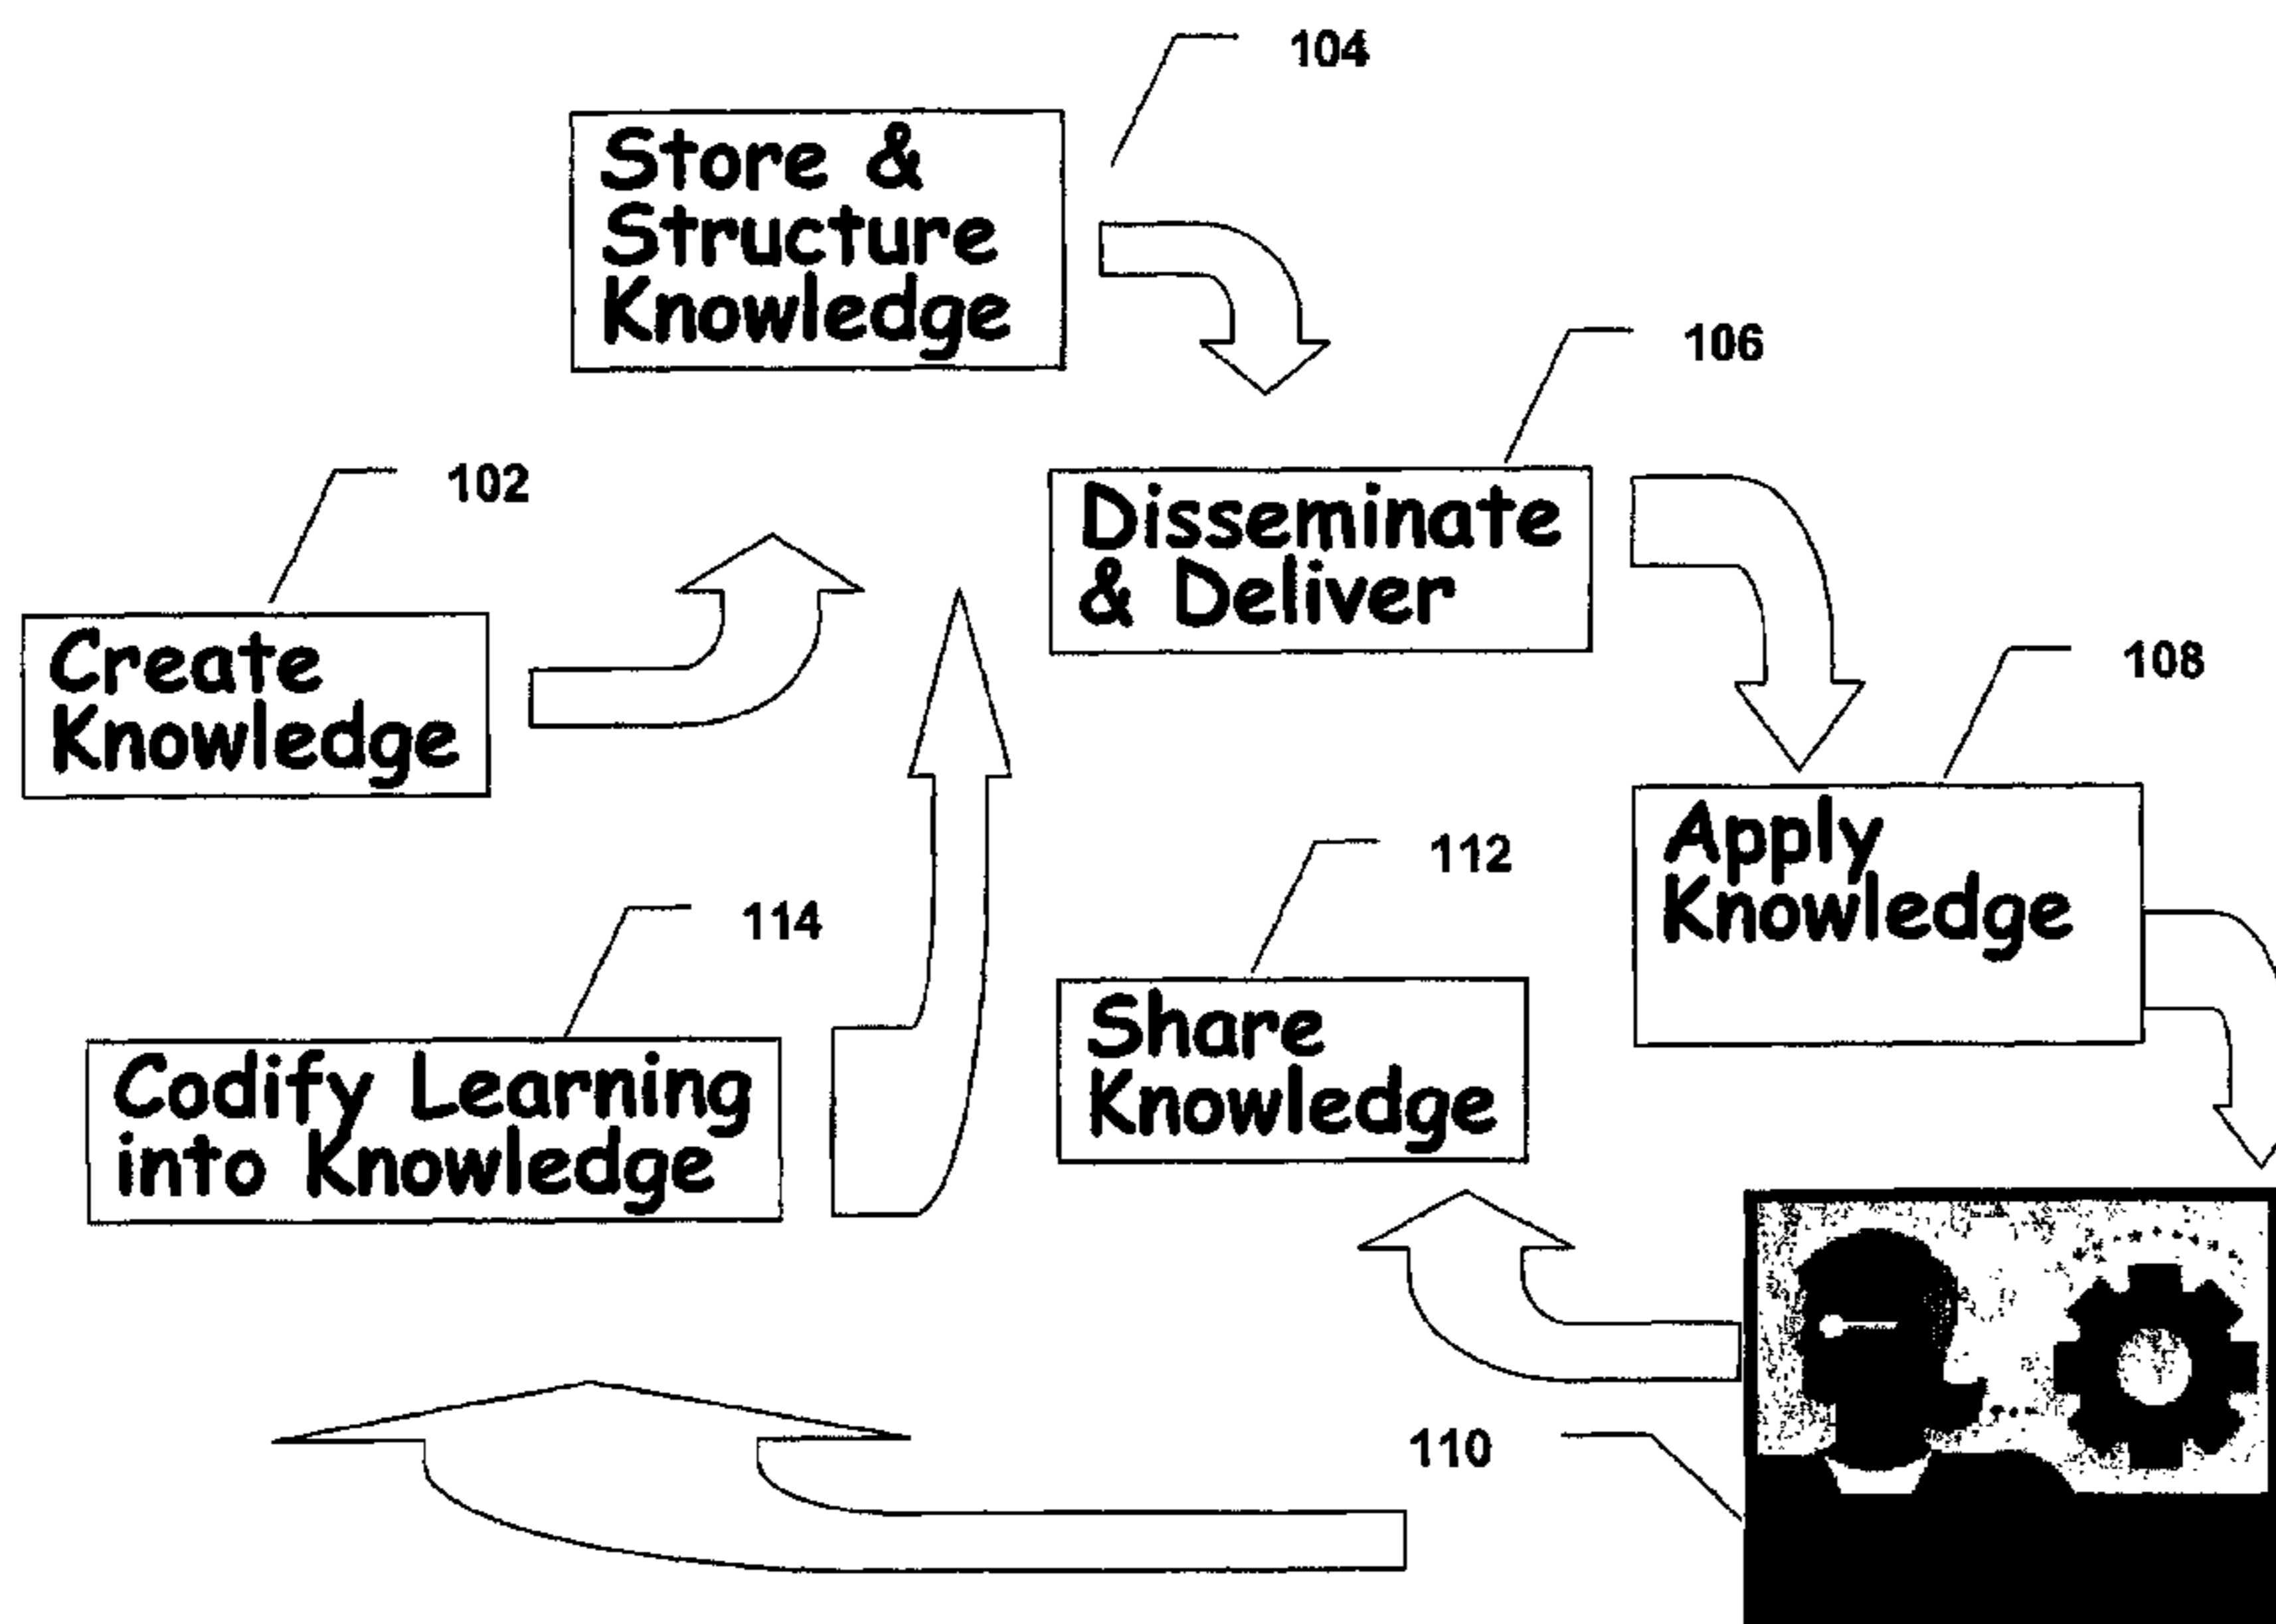 104
Store &
Structure
Knowledge
106
102
Disseminate
& Deliver
Create
Knowledge
108
Apply
Knowledge
112
114
Share
Knowledge
Codify Learning
into Knowledge
110